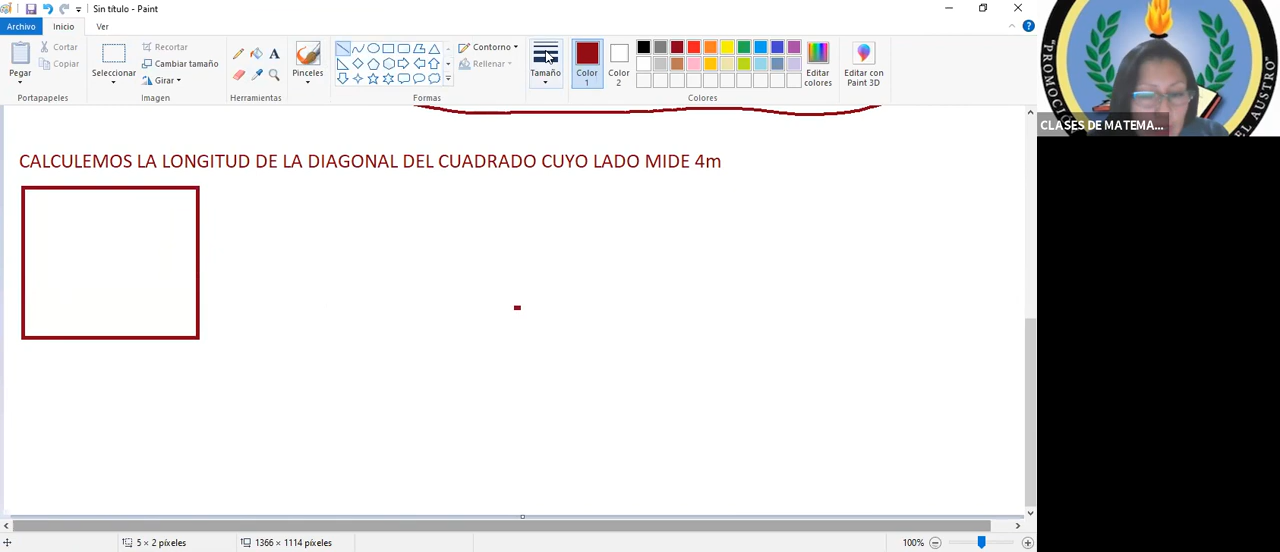 Sin título - Paint
Archivo Inicio Ver
Pegar
Cortar
Copiar
Portapapeles
Seleccionar
Recortar
Cambiar tamaño
Girar
Imagen
A
Herramientas
Pinceles
Contorno
Rellenar
Formas
Tamaño
Color 1
Color 2
Colores
Editar colores
Editar con Paint 3D
CALCULEMOS LA LONGITUD DE LA DIAGONAL DEL CUADRADO CUYO LADO MIDE 4m
5 × 2 píxeles
1366 × 1114 píxeles
100%
CLASES DE MATEMA...